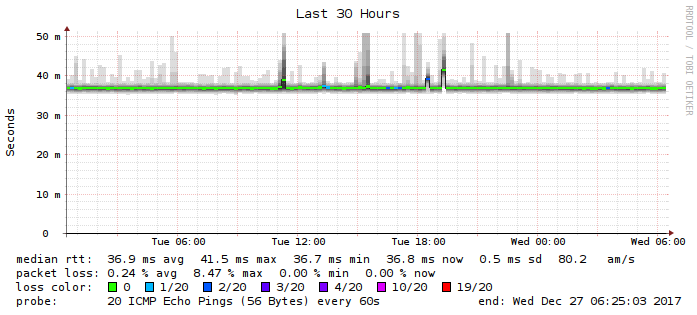 Last 30 Hours
RRDTOOL / TOBI OETIKER
Seconds
50 m
40 m
30 m
20 m
10 m
0
Tue 06:00 Tue 12:00 Tue 18:00 Wed 00:00 Wed 06:00
median rtt: 36.9 ms avg 41.5 ms max 36.7 ms min 36.8 ms now 0.5 ms sd 80.2 am/s
packet loss: 0.24 % avg 8.47 % max 0.00 % min 0.00 % now
loss color: 0 1/20 2/20 3/20 4/20 10/20 19/20
probe: 20 ICMP Echo Pings (56 Bytes) every 60s end: Wed Dec 27 06:25:03 2017